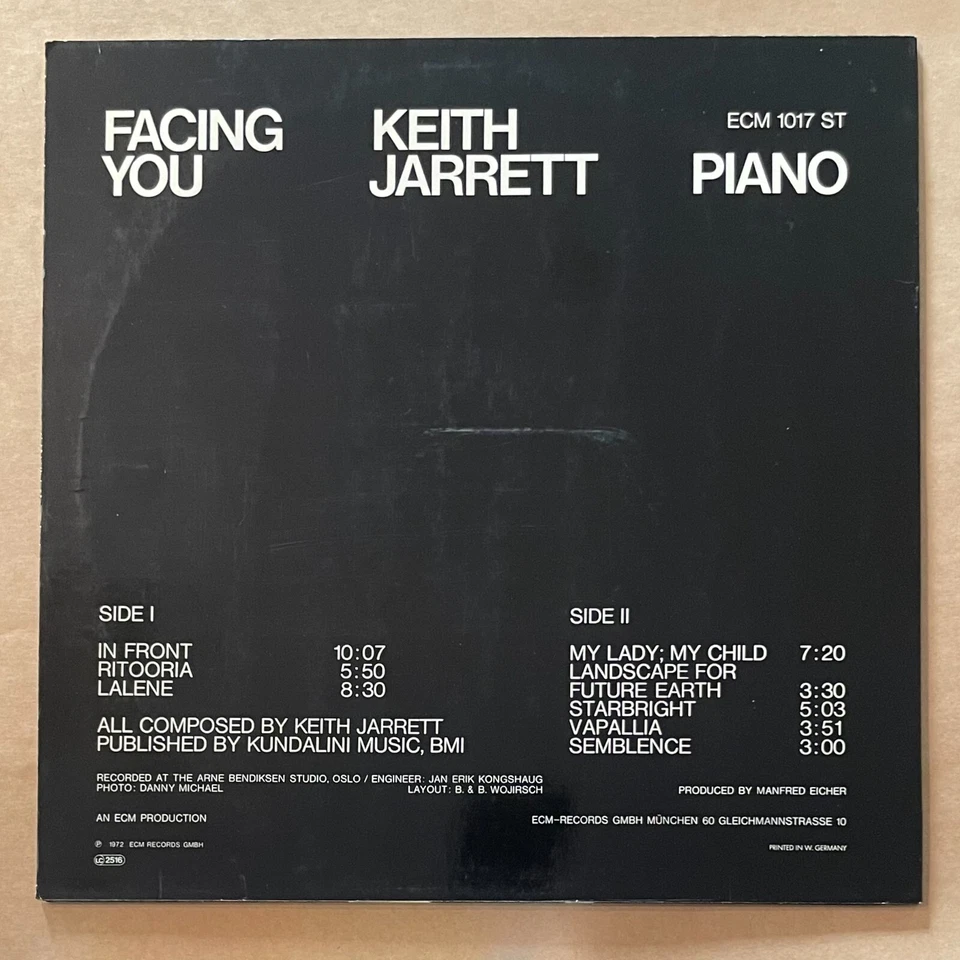 FACING
YOU
KEITH
JARRETT
ECM 1017 ST
PIANO
SIDE I
IN FRONT 10:07
RITOORIA 5:50
LALENE 8:30
ALL COMPOSED BY KEITH JARRETT
PUBLISHED BY KUNDALINI MUSIC, BMI
SIDE II
MY LADY; MY CHILD 7:20
LANDSCAPE FOR
FUTURE EARTH 3:30
STARBRIGHT 5:03
VAPALLIA 3:51
SEMBLENCE 3:00
RECORDED AT THE ARNE BENDIKSEN STUDIO, OSLO / ENGINEER: JAN ERIK KONGSHAUG
PHOTO: DANNY MICHAEL LAYOUT: B. & B. WOJIRSCH
PRODUCED BY MANFRED EICHER
AN ECM PRODUCTION
ECM-RECORDS GMBH MÜNCHEN 60 GLEICHMANNSTRASSE 10
℗ 1972 ECM RECORDS GMBH
PRINTED IN W. GERMANY
LC 2516